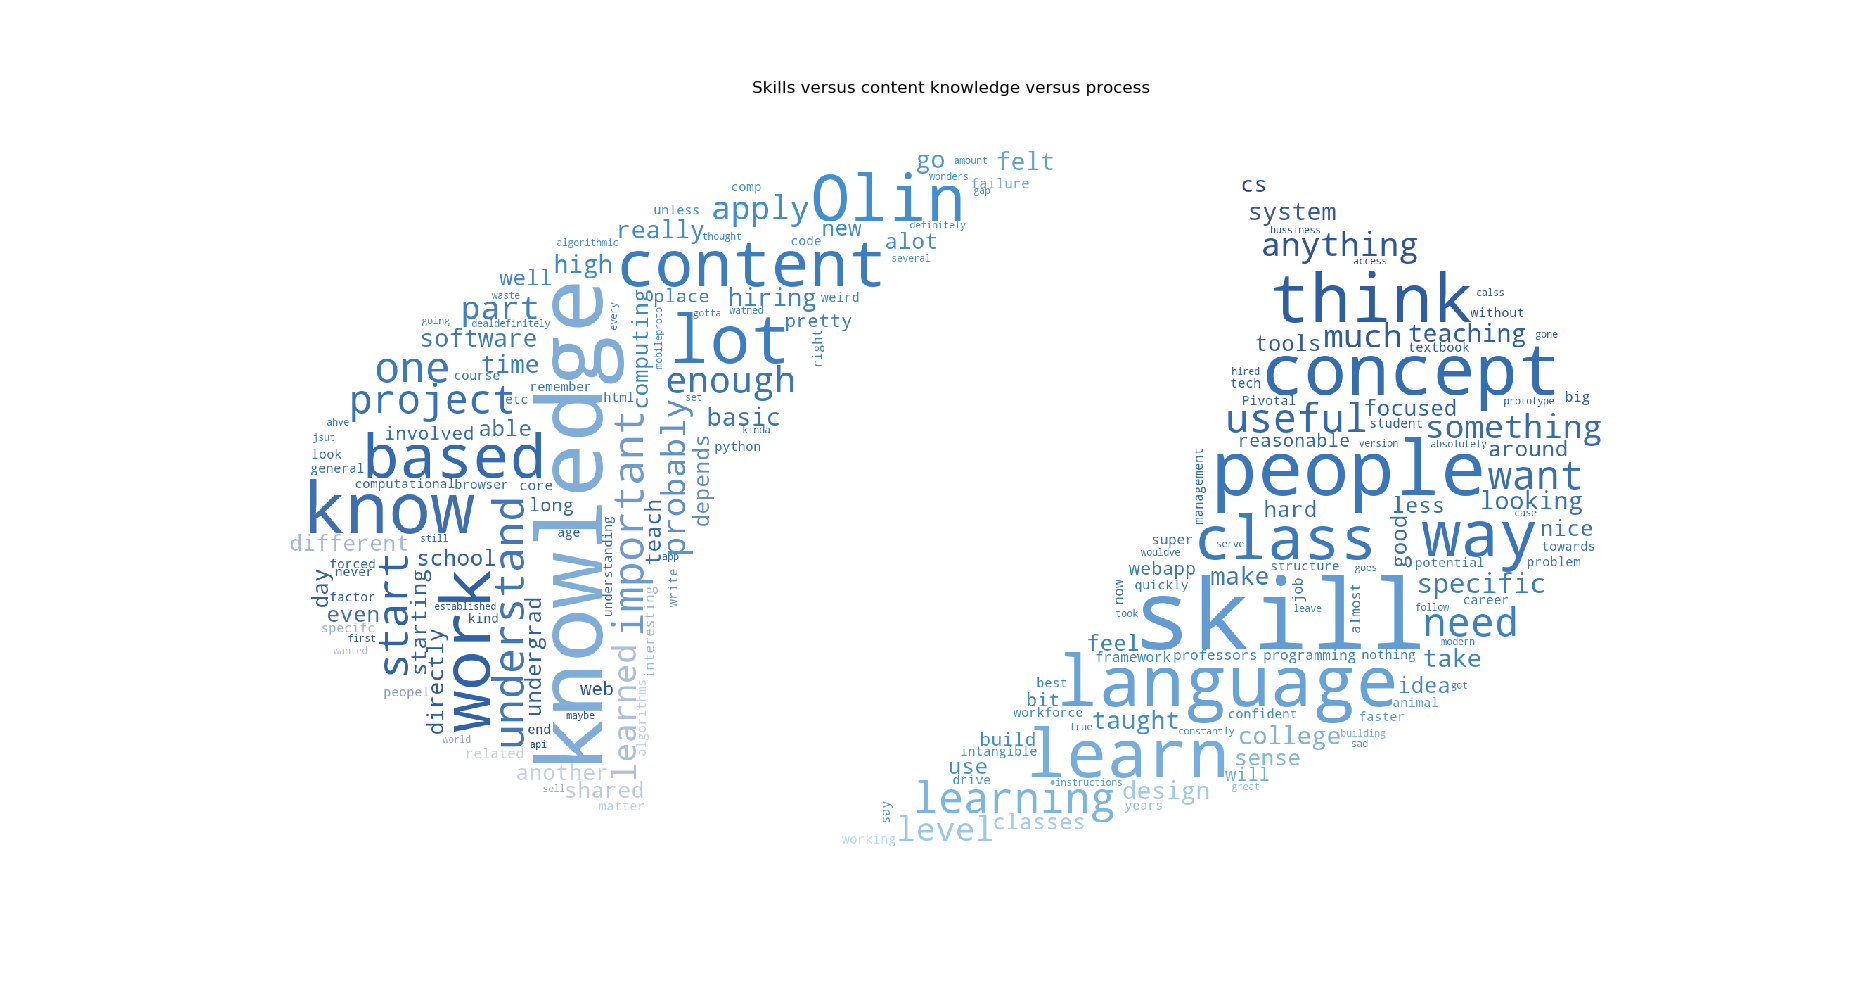 Skills versus content knowledge versus process
go amount felt
wonders failure
gap
comp
Olin
apply
unless
definitely
really thought
code
new
alot
algorithmic
several
content
high
well
place
hiring
weird
waste
part
every
computing
mobileproto
gotta
watned
pretty
going
dealdefinitely
software
lot
right
one
time
course
enough
remember
html
set
project
etc
basic
ahve
involved
able
kinda
jsut
python
look
based
general
knowledge
important
probably
depends
computational
browser
core
know
long
age
understanding
teach
different
still
school
app
forced
never
day
factor
write
even
established
kind
specifc
first
wanted
start
starting
work
understand
undergrad
interesting
peopel
directly
web
maybe
learned
algorithms
world
end
api
related
another
sell
shared
matter
cs
system
bussiness
anything
access
think
calss
without
much
teaching
gone
tools
textbook
hired
tech
concept
Pivotal
prototype
big
useful
focused
student
something
reasonable
version
absolutely
around
people
want
management
hard
less
looking
case
class
good
way
nice
super
serve
towards
woulove
webapp
structure
goes
potential
problem
quickly
make
job
specific
now
skill
leave
almost
career
follow
took
need
feel
modern
framework
professors
programming
nothing
take
best
language
idea
got
bit
animal
workforce
taught
confident
faster
true
constantly
build
learn
college
building
intangible
sad
use
sense
drive
•instructions
will
great
learning
design
say
years
level
classes
working